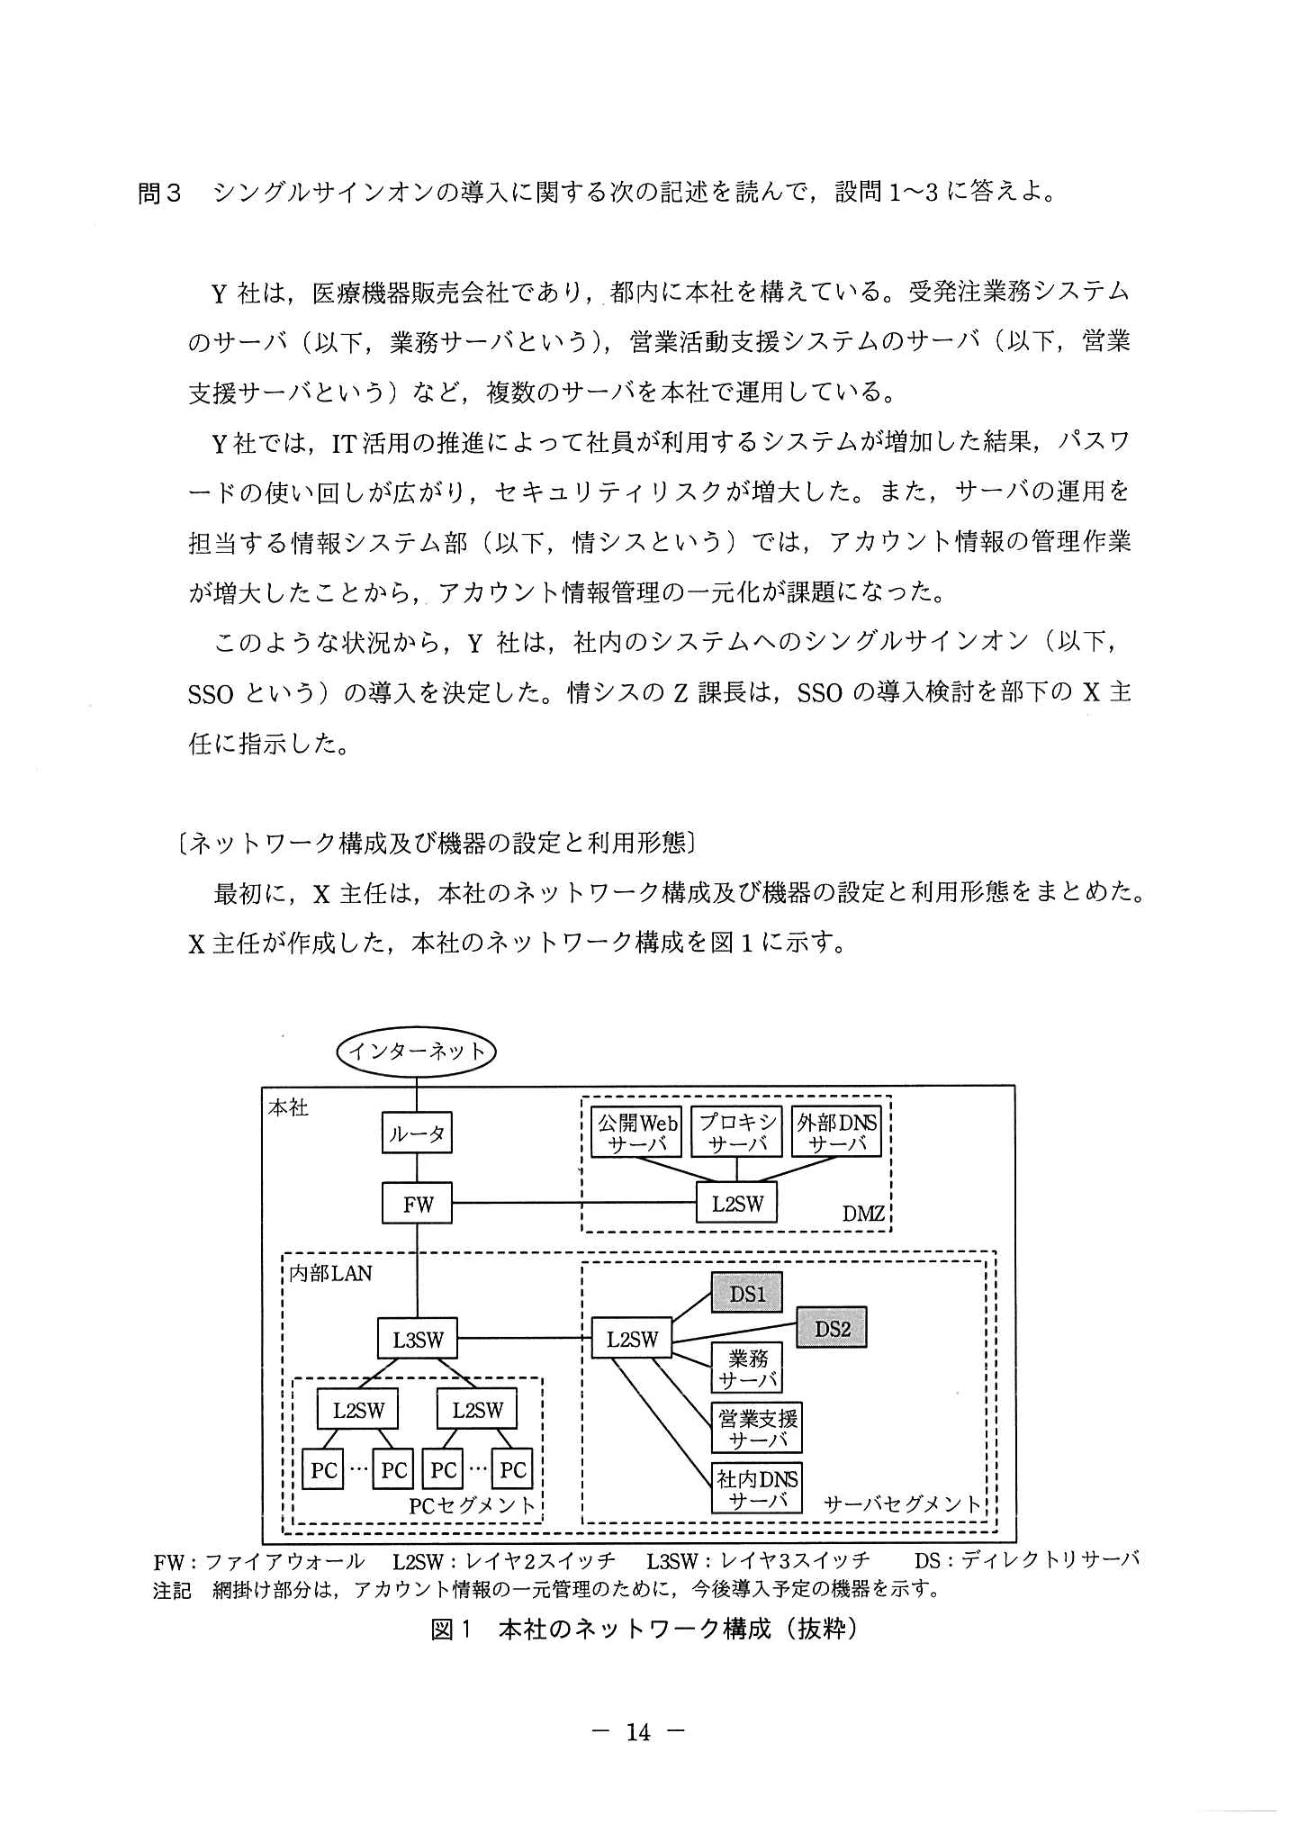 問3　シングルサインオンの導入に関する次の記述を読んで，設問1～3に答えよ。
Y 社は，医療機器販売会社であり，都内に本社を構えている。受発注業務システム
のサーバ（以下，業務サーバという），営業活動支援システムのサーバ（以下，営業
支援サーバという）など，複数のサーバを本社で運用している。
Y社では，IT活用の推進によって社員が利用するシステムが増加した結果，パスワ
ードの使い回しが広がり，セキュリティリスクが増大した。また，サーバの運用を
担当する情報システム部（以下，情シスという）では，アカウント情報の管理作業
が増大したことから，アカウント情報管理の一元化が課題になった。
このような状況から，Y 社は，社内のシステムへのシングルサインオン（以下，
SSO という）の導入を決定した。情シスの Z 課長は，SSO の導入検討を部下の X 主
任に指示した。
〔ネットワーク構成及び機器の設定と利用形態〕
最初に，X 主任は，本社のネットワーク構成及び機器の設定と利用形態をまとめた。
X 主任が作成した，本社のネットワーク構成を図1に示す。
インターネット
本社
ルータ
公開Web
サーバ
プロキシ
サーバ
外部DNS
サーバ
FW
L2SW
DMZ
内部LAN
DS1
DS2
L3SW
L2SW
業務
サーバ
L2SW
L2SW
営業支援
サーバ
PC … PC PC … PC
社内DNS
サーバ
PCセグメント
サーバセグメント
FW：ファイアウォール　L2SW：レイヤ2スイッチ　L3SW：レイヤ3スイッチ　DS：ディレクトリサーバ
注記　網掛け部分は，アカウント情報の一元管理のために，今後導入予定の機器を示す。
図1　本社のネットワーク構成（抜粋）
－ 14 －